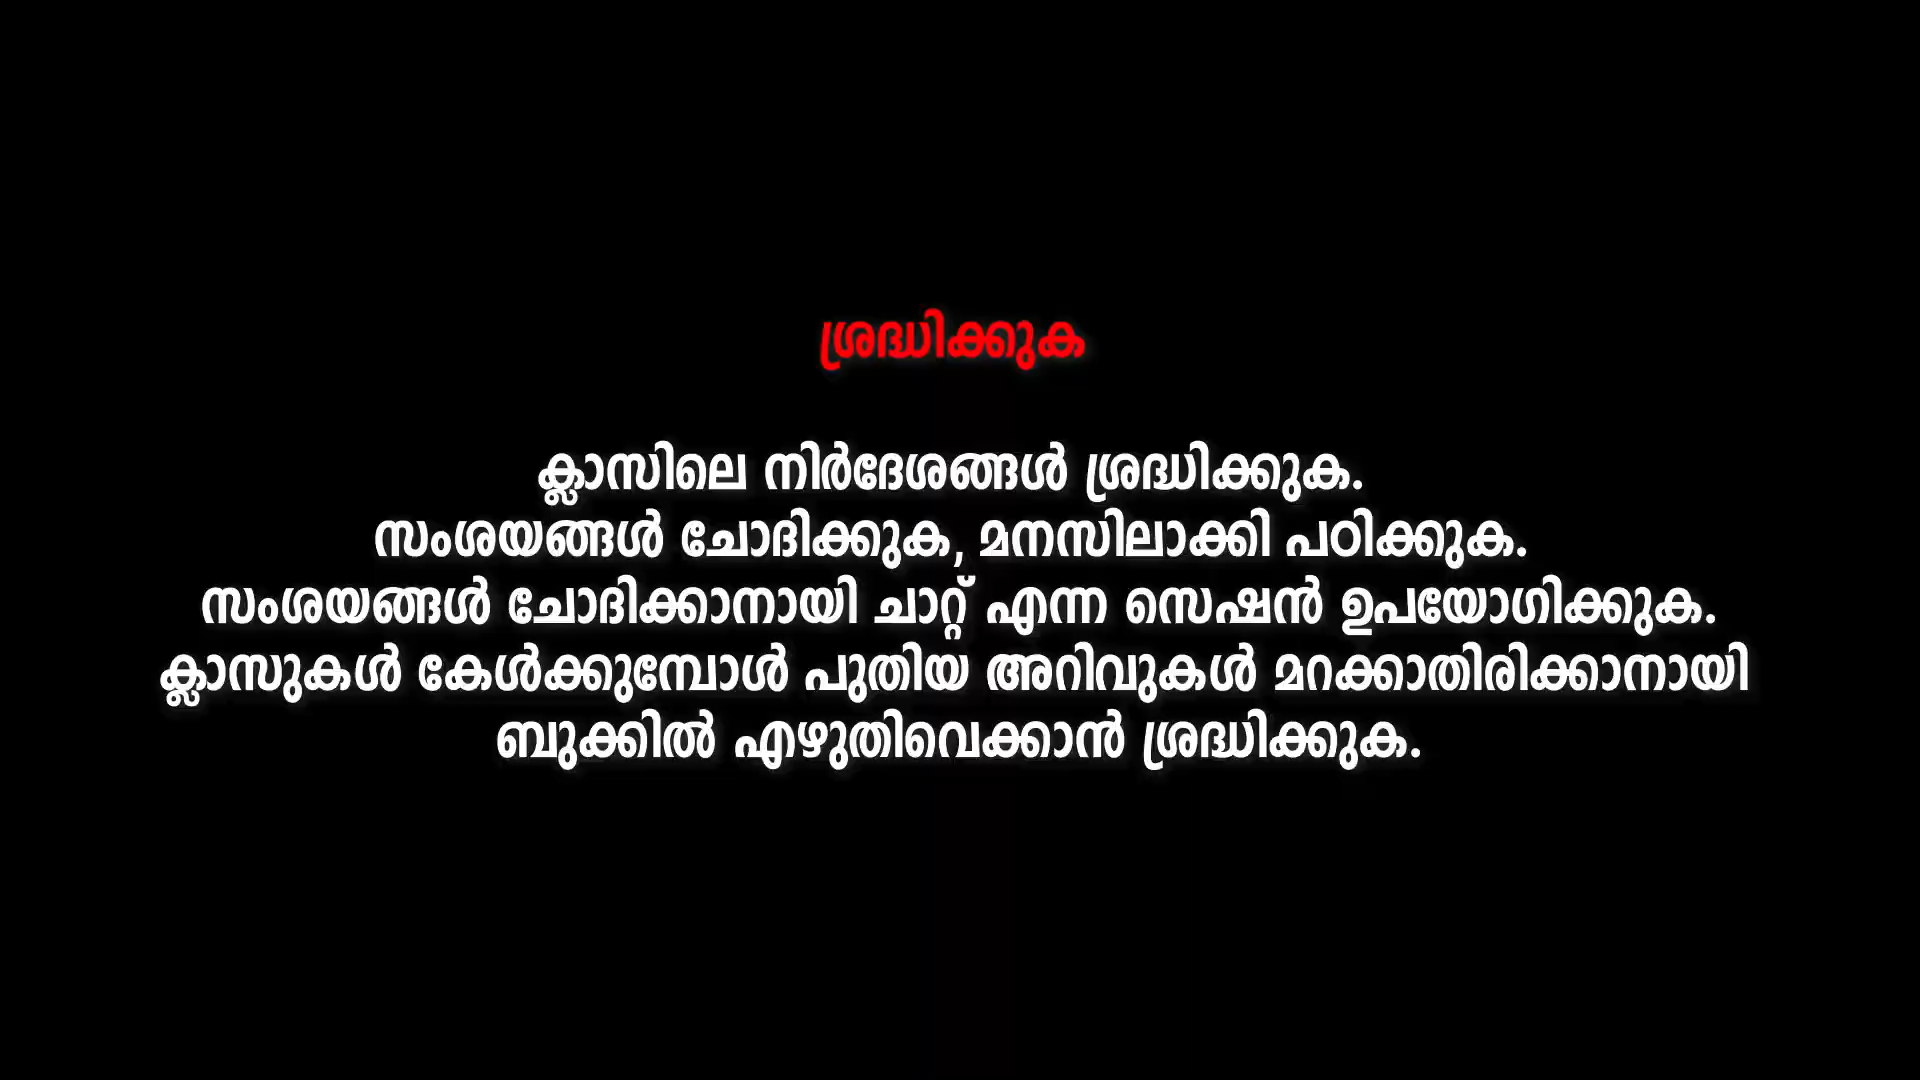 ശ്രദ്ധിക്കുക
ക്ലാസിലെ നിർദേശങ്ങൾ ശ്രദ്ധിക്കുക.
സംശയങ്ങൾ ചോദിക്കുക, മനസിലാക്കി പഠിക്കുക.
സംശയങ്ങൾ ചോദിക്കാനായി ചാറ്റ് എന്ന സെഷൻ ഉപയോഗിക്കുക.
ക്ലാസുകൾ കേൾക്കുമ്പോൾ പുതിയ അറിവുകൾ മറക്കാതിരിക്കാനായി
ബുക്കിൽ എഴുതിവെക്കാൻ ശ്രദ്ധിക്കുക.